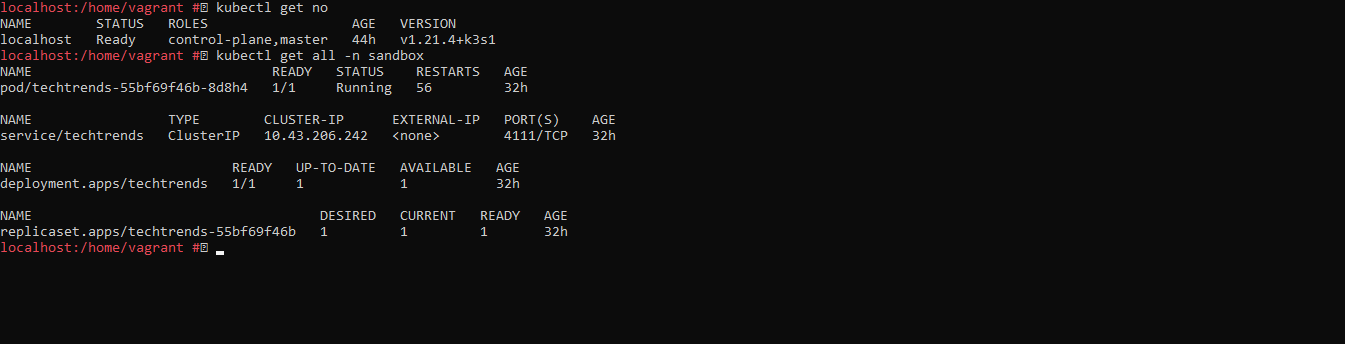 localhost:/home/vagrant # kubectl get no
NAME        STATUS   ROLES                  AGE   VERSION
localhost   Ready    control-plane,master   44h   v1.21.4+k3s1
localhost:/home/vagrant # kubectl get all -n sandbox
NAME                              READY   STATUS    RESTARTS   AGE
pod/techtrends-55bf69f46b-8d8h4   1/1     Running   56         32h
NAME                 TYPE        CLUSTER-IP      EXTERNAL-IP   PORT(S)    AGE
service/techtrends   ClusterIP   10.43.206.242   <none>        4111/TCP   32h
NAME                         READY   UP-TO-DATE   AVAILABLE   AGE
deployment.apps/techtrends   1/1     1            1           32h
NAME                                    DESIRED   CURRENT   READY   AGE
replicaset.apps/techtrends-55bf69f46b   1         1         1       32h
localhost:/home/vagrant #